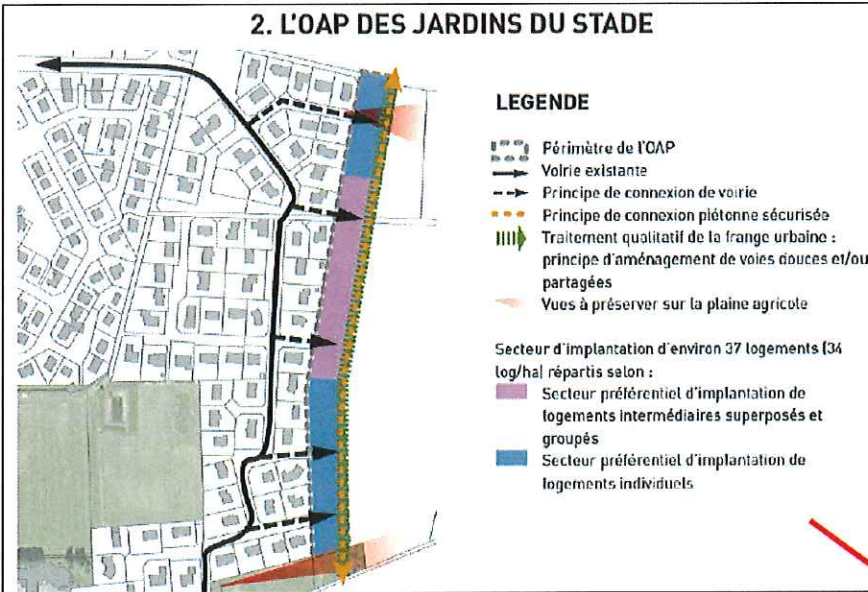 2. L'OAP DES JARDINS DU STADE
LEGENDE
Périmètre de l'OAP
Voirie existante
Principe de connexion de voirie
Principe de connexion piétonne sécurisée
Traitement qualitatif de la frange urbaine :
principe d'aménagement de voies douces et/ou
partagées
Vues à préserver sur la plaine agricole
Secteur d'implantation d'environ 37 logements (34
log/ha) répartis selon :
Secteur préférentiel d'implantation de
logements intermédiaires superposés et
groupés
Secteur préférentiel d'implantation de
logements individuels